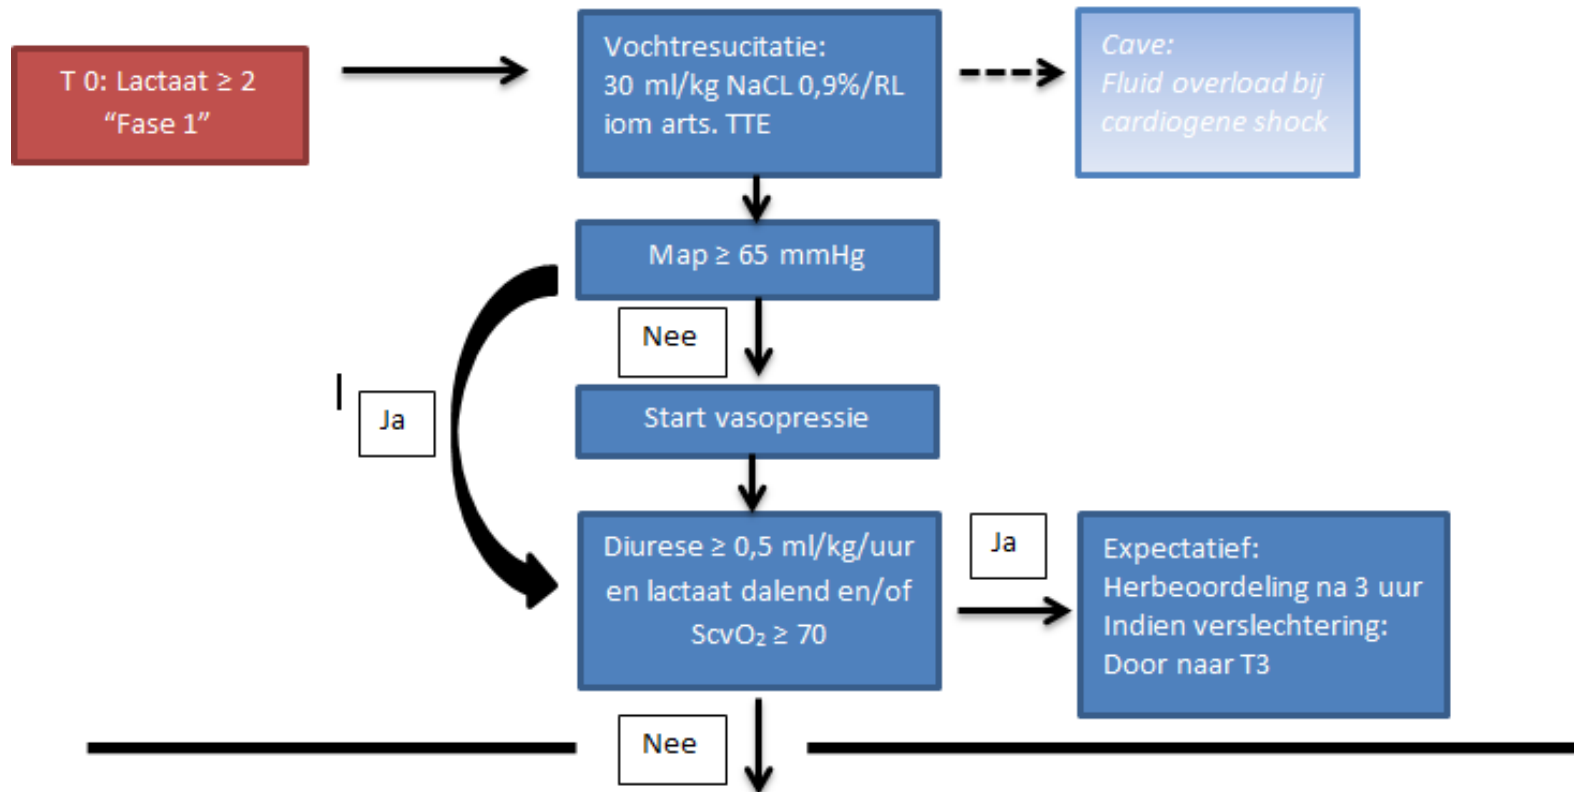 T 0: Lactaat ≥ 2
“Fase 1”
Vochtresucitatie:
30 ml/kg NaCL 0,9%/RL
iom arts. TTE
Cave:
Fluid overload bij
cardiogene shock
Map ≥ 65 mmHg
Nee
Ja
Start vasopressie
Diurese ≥ 0,5 ml/kg/uur
en lactaat dalend en/of
ScvO₂ ≥ 70
Ja
Expectatief:
Herbeoordeling na 3 uur
Indien verslechtering:
Door naar T3
Nee